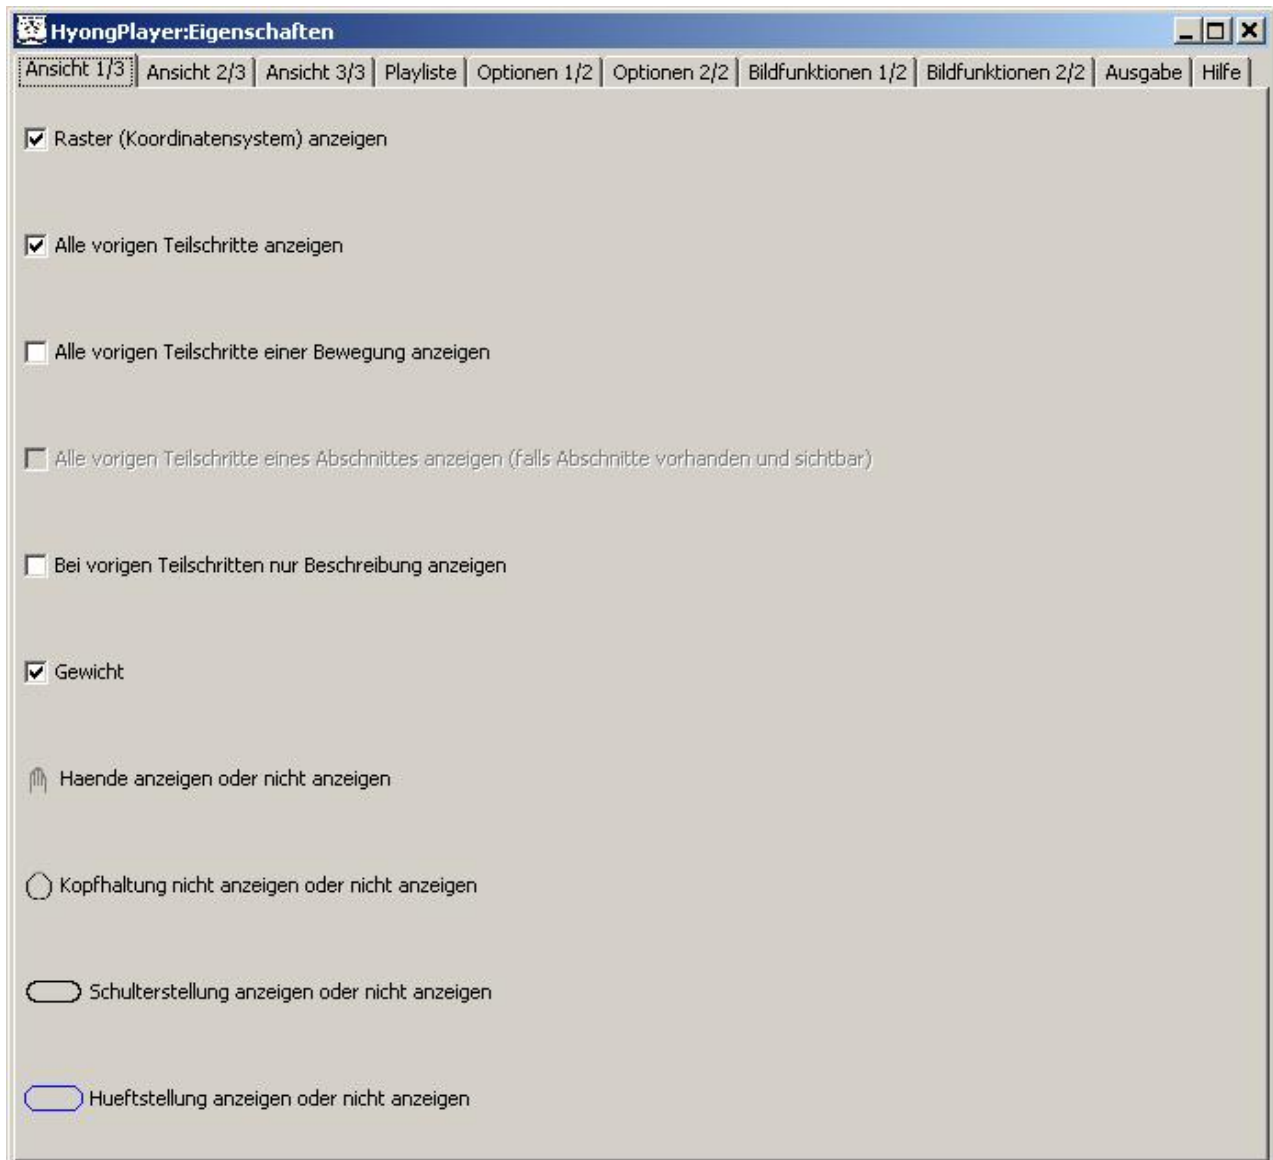 HyongPlayer:Eigenschaften
Ansicht 1/3 Ansicht 2/3 Ansicht 3/3 Playliste Optionen 1/2 Optionen 2/2 Bildfunktionen 1/2 Bildfunktionen 2/2 Ausgabe Hilfe
Raster (Koordinatensystem) anzeigen
Alle vorigen Teilschritte anzeigen
Alle vorigen Teilschritte einer Bewegung anzeigen
Alle vorigen Teilschritte eines Abschnittes anzeigen (falls Abschnitte vorhanden und sichtbar)
Bei vorigen Teilschritten nur Beschreibung anzeigen
Gewicht
Haende anzeigen oder nicht anzeigen
Kopfhaltung nicht anzeigen oder nicht anzeigen
Schulterstellung anzeigen oder nicht anzeigen
Hueftstellung anzeigen oder nicht anzeigen